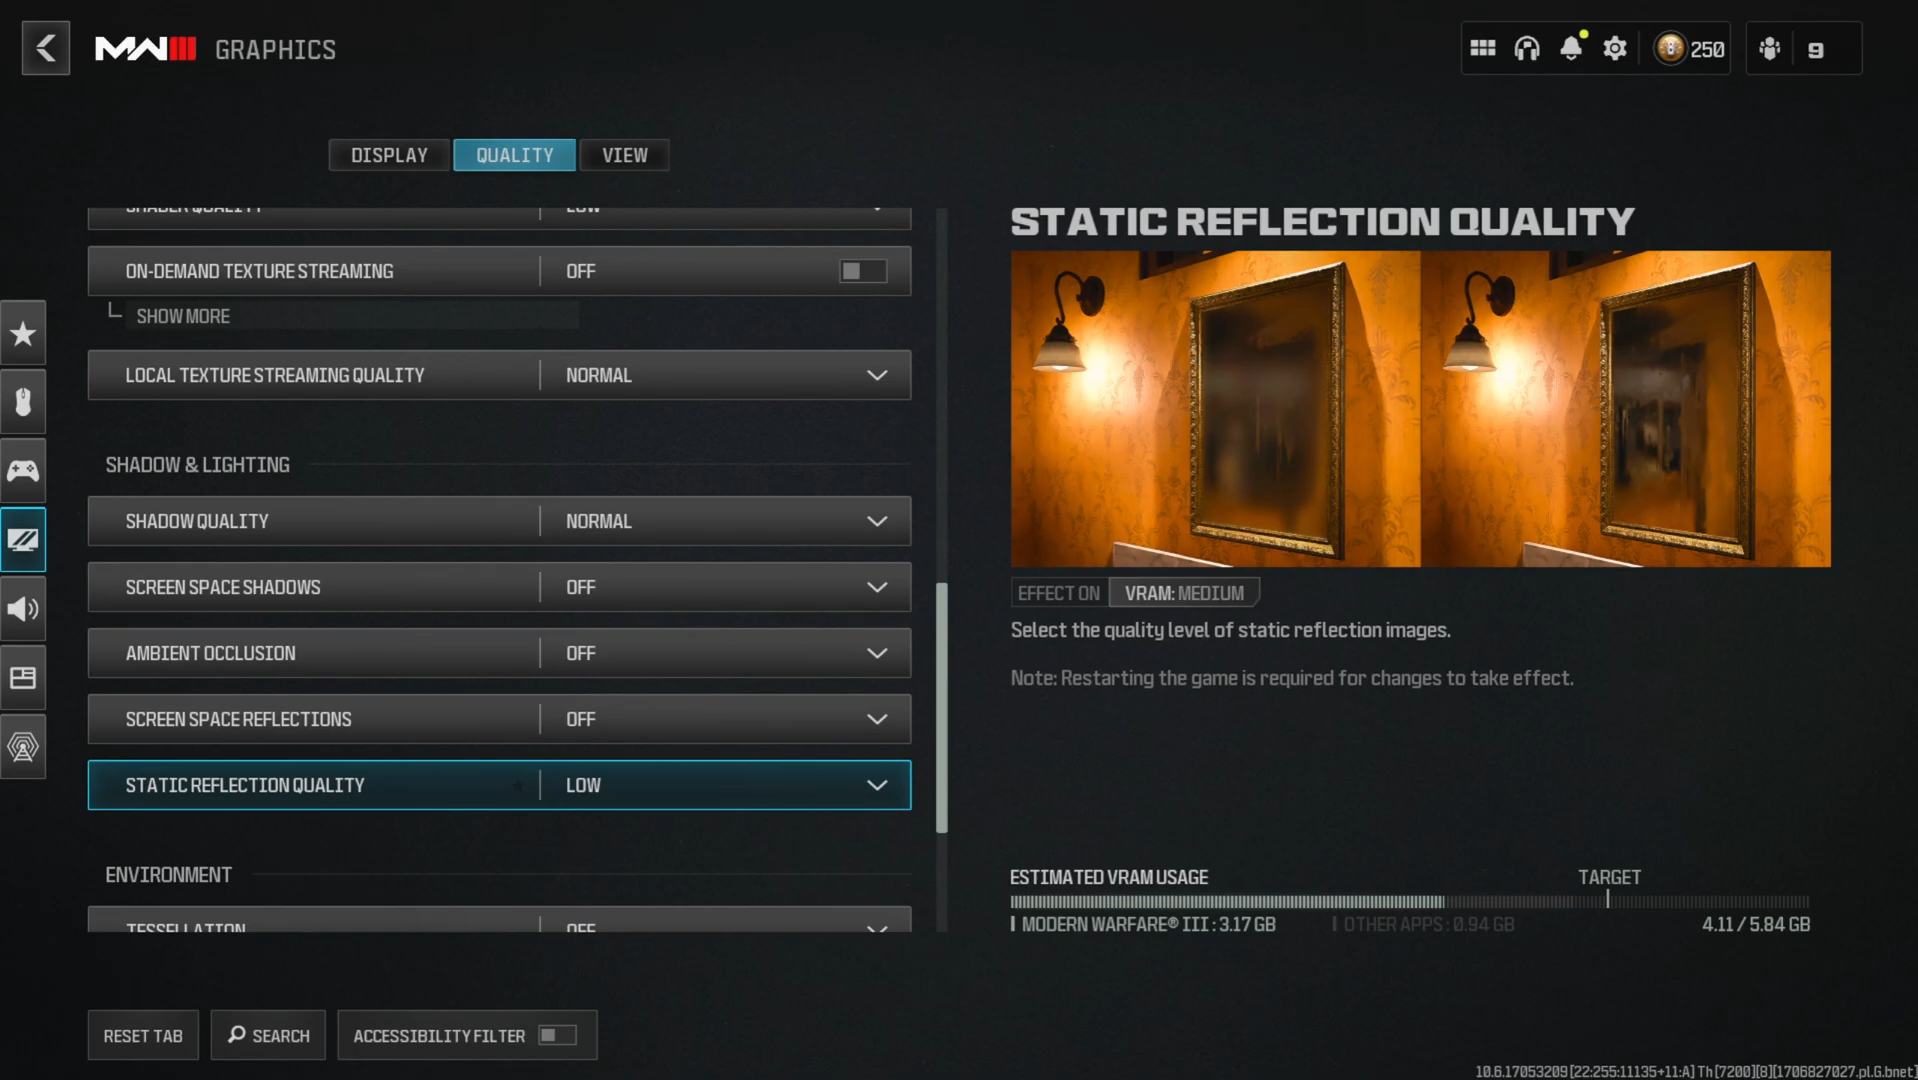 MWIII GRAPHICS
250
9
DISPLAY
QUALITY
VIEW
SHADER QUALITY
LOW
ON-DEMAND TEXTURE STREAMING
OFF
SHOW MORE
LOCAL TEXTURE STREAMING QUALITY
NORMAL
SHADOW & LIGHTING
SHADOW QUALITY
NORMAL
SCREEN SPACE SHADOWS
OFF
AMBIENT OCCLUSION
OFF
SCREEN SPACE REFLECTIONS
OFF
STATIC REFLECTION QUALITY
LOW
ENVIRONMENT
TESSELLATION
OFF
STATIC REFLECTION QUALITY
EFFECT ON
VRAM: MEDIUM
Select the quality level of static reflection images.
Note: Restarting the game is required for changes to take effect.
ESTIMATED VRAM USAGE
TARGET
MODERN WARFARE® III : 3.17 GB
OTHER APPS : 0.94 GB
4.11 / 5.84 GB
RESET TAB
SEARCH
ACCESSIBILITY FILTER
10.6.17053209 [22:255:11135+11:A] Th[7200][8][1706827027.pl.G.bnet]